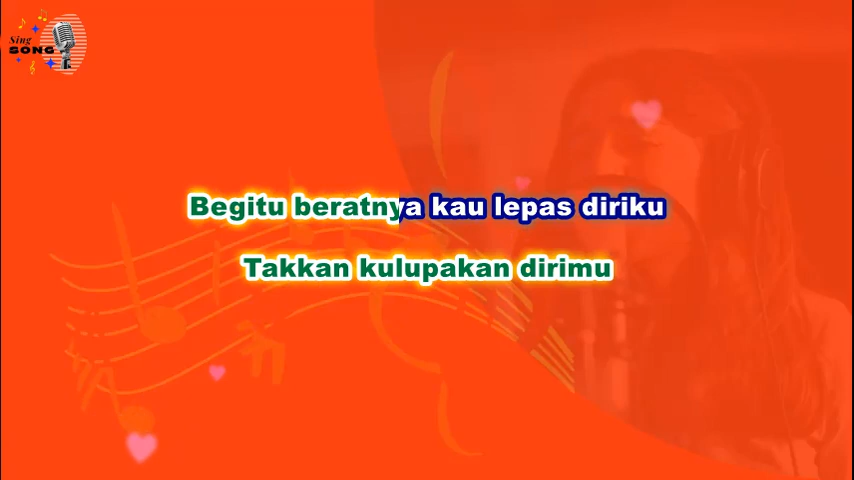 Sing
SONG
Begitu beratnya kau lepas diriku
Takkan kulupakan dirimu